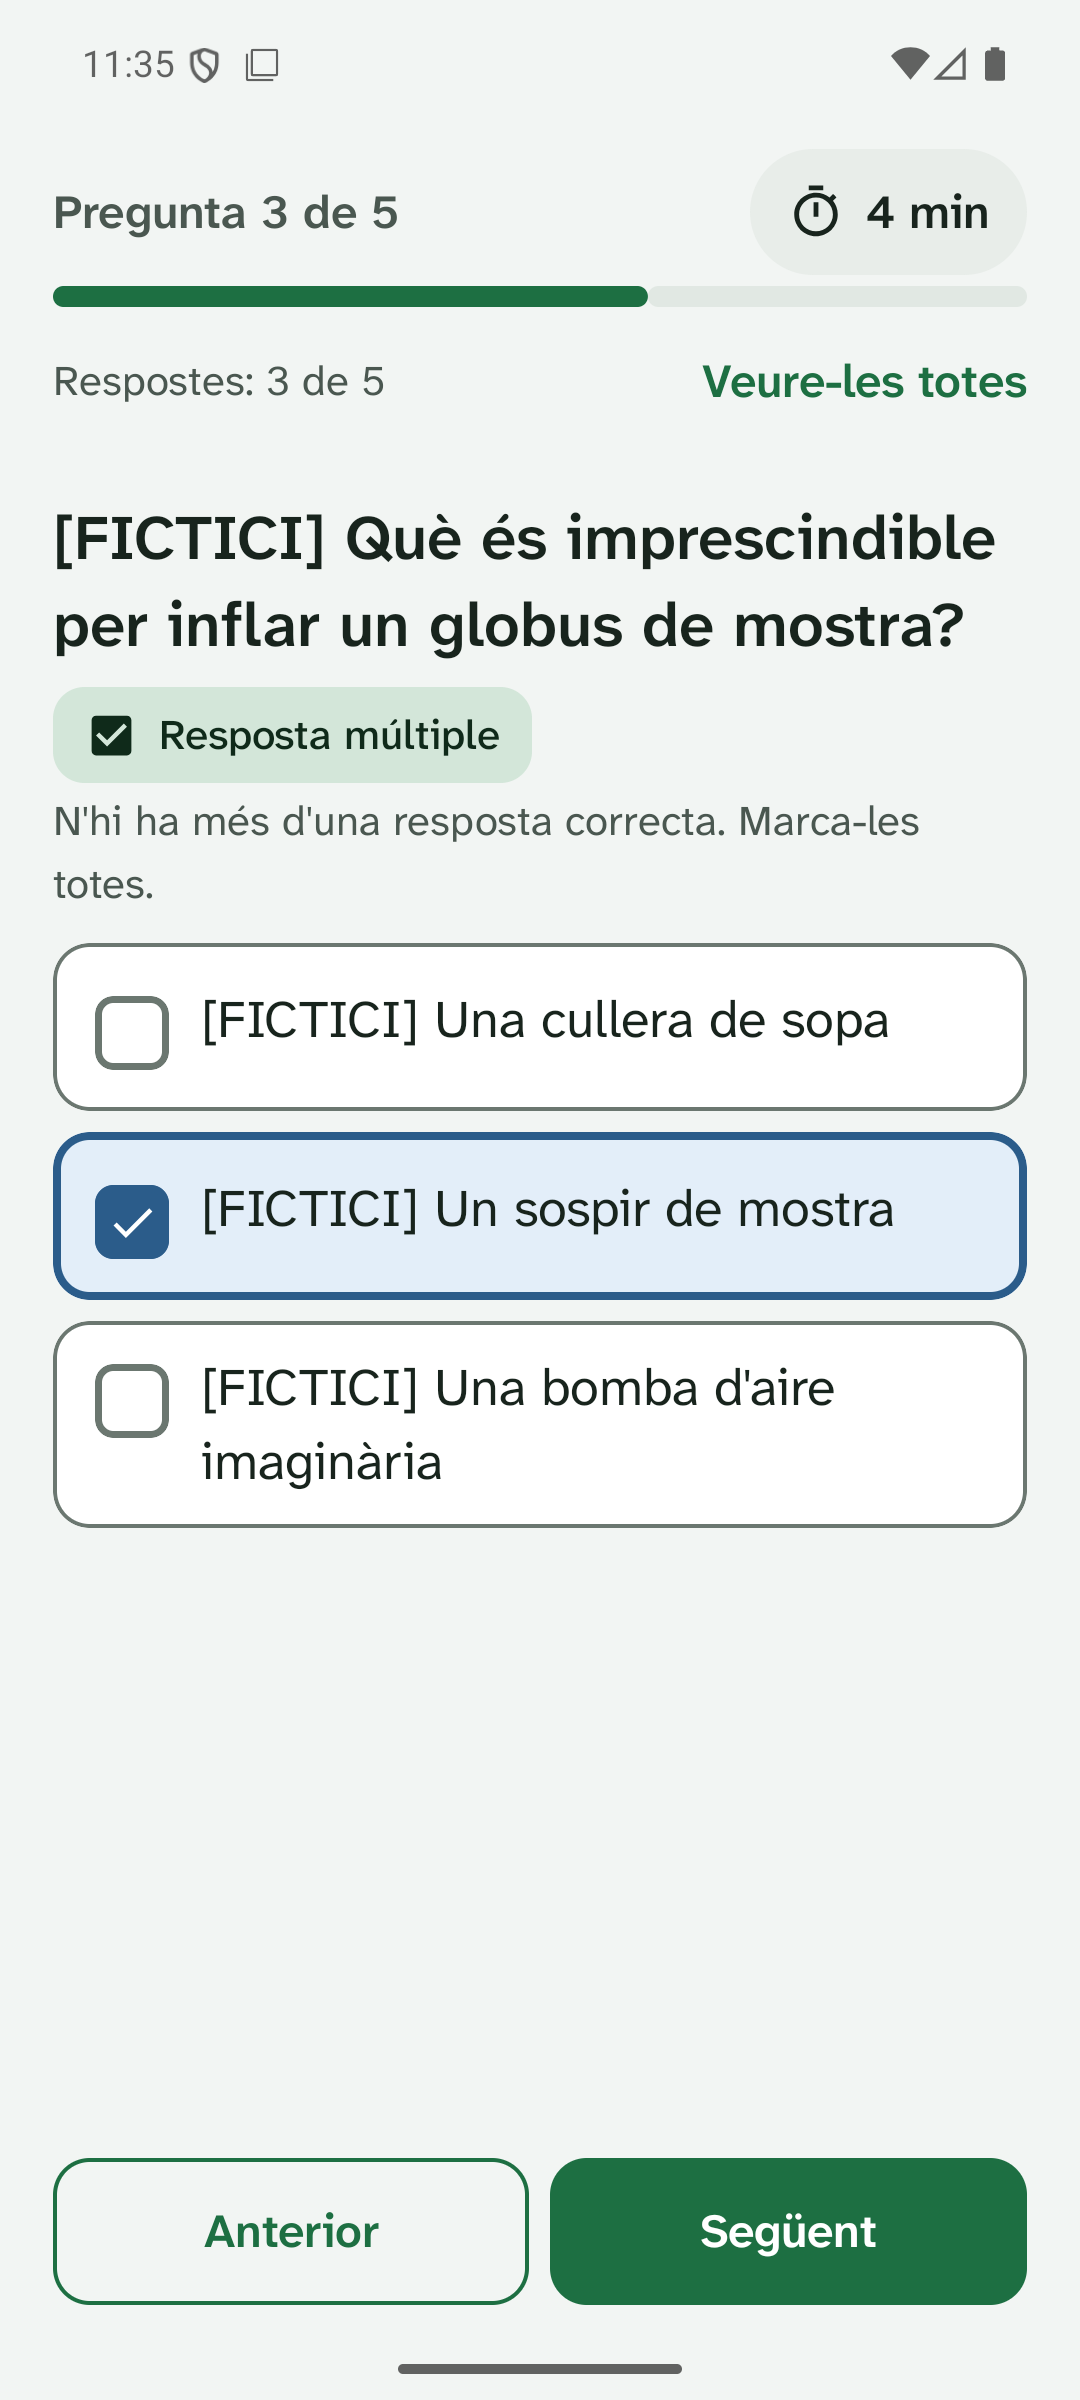 11:35
Pregunta 3 de 5
4 min
Respostes: 3 de 5
Veure-les totes
[FICTICI] Què és imprescindible
per inflar un globus de mostra?
Resposta múltiple
N'hi ha més d'una resposta correcta. Marca-les
totes.
[FICTICI] Una cullera de sopa
[FICTICI] Un sospir de mostra
[FICTICI] Una bomba d'aire
imaginària
Anterior
Següent